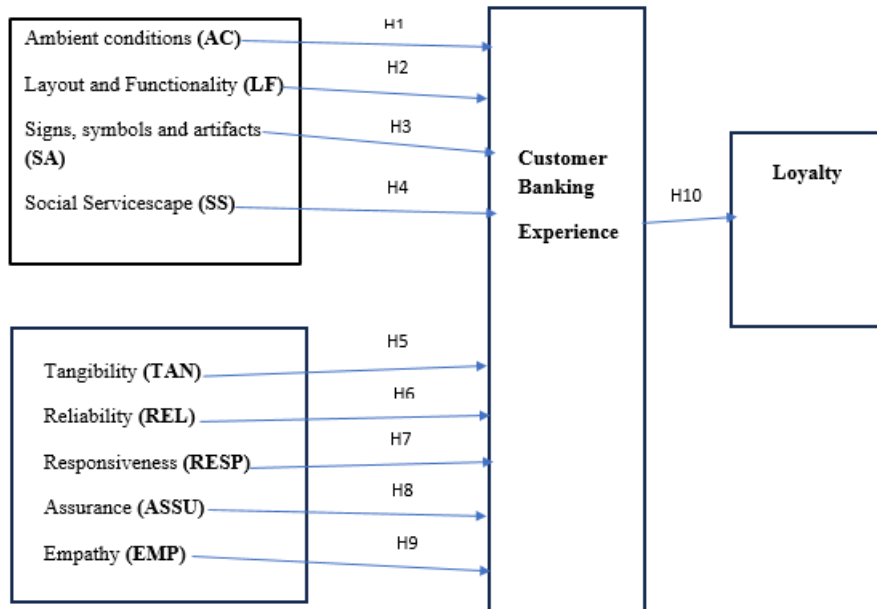 H1
Ambient conditions (AC)
H2
Layout and Functionality (LF)
Signs, symbols and artifacts
(SA)
H3
Social Servicescape (SS)
H4
Customer
Banking
Experience
H10
Loyalty
H5
Tangibility (TAN)
H6
Reliability (REL)
H7
Responsiveness (RESP)
H8
Assurance (ASSU)
H9
Empathy (EMP)